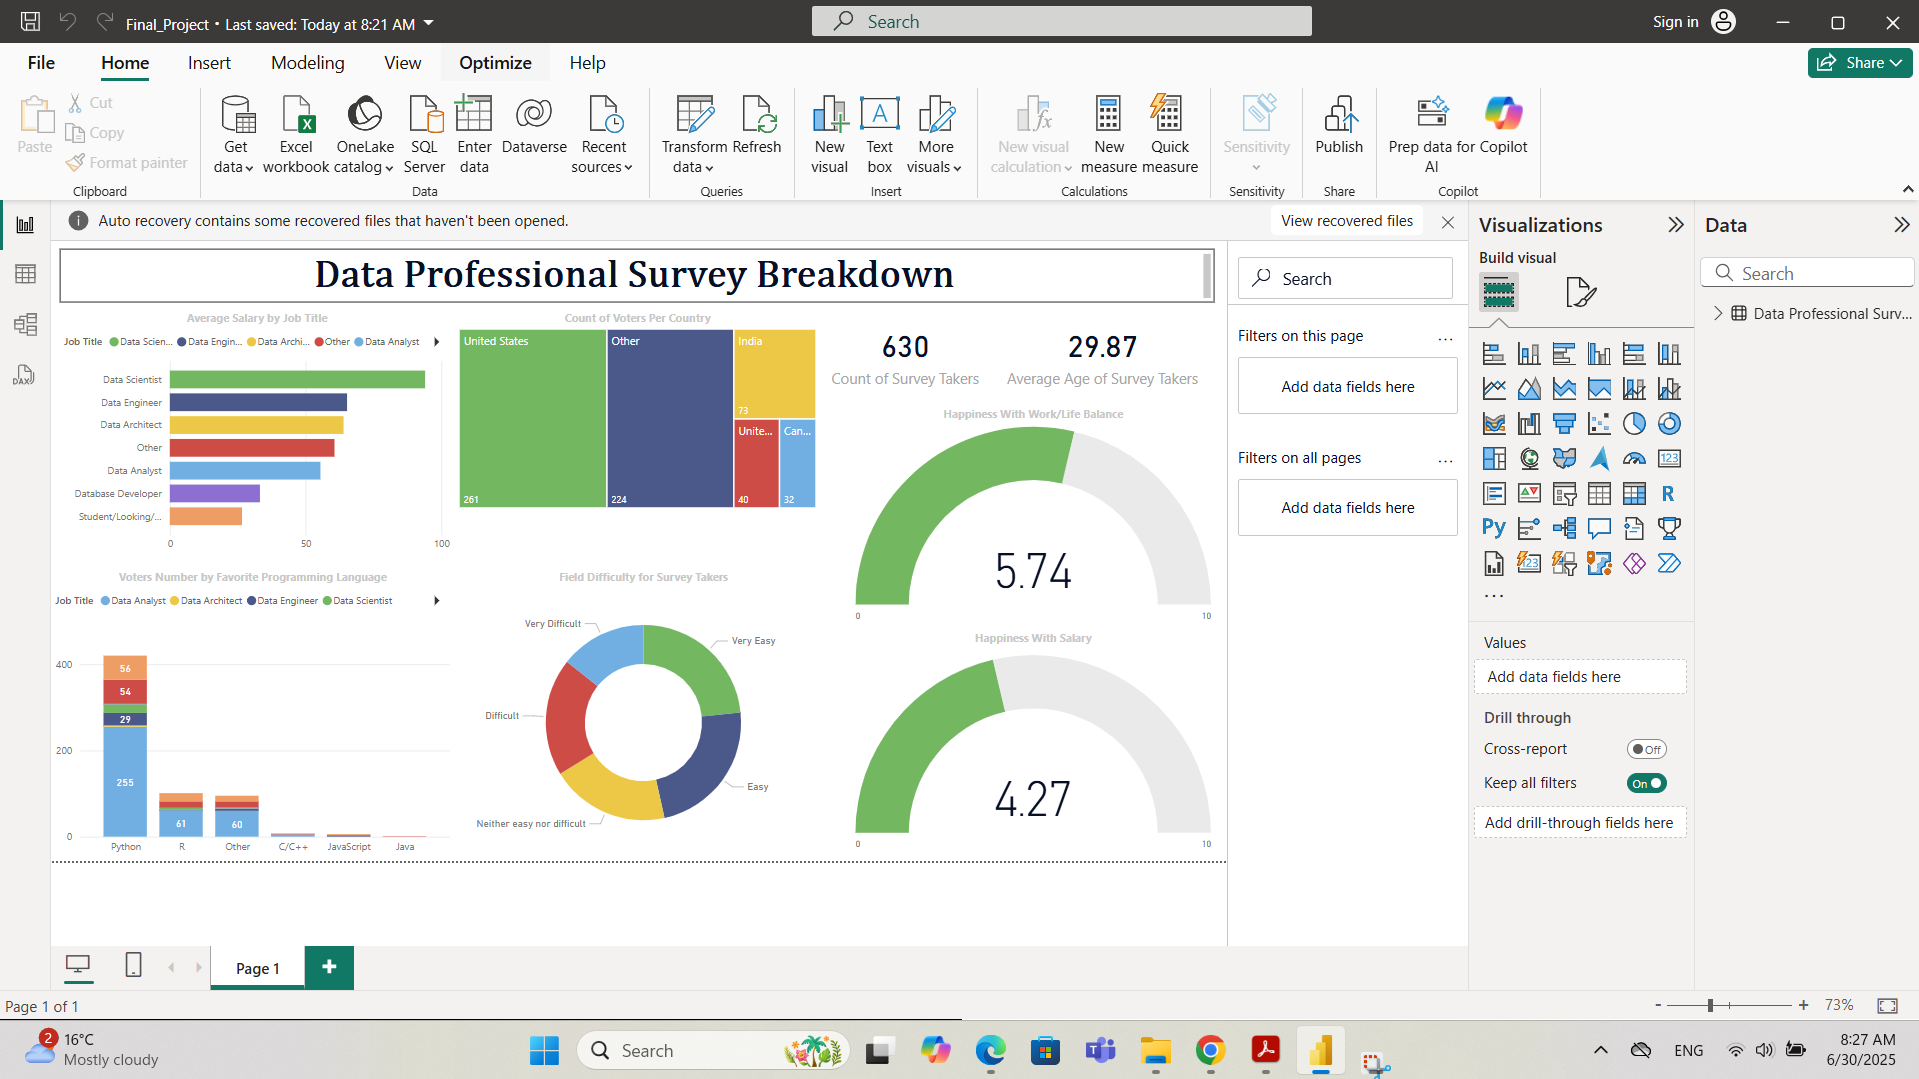 Final_Project • Last saved: Today at 8:21 AM
Search
Sign in
File
Home
Insert
Modeling
View
Optimize
Help
Share
Paste
Cut
Copy
Format painter
Clipboard
Get data
Excel workbook
OneLake catalog
SQL Server
Enter data
Dataverse
Recent sources
Data
Transform data
Refresh
Queries
New visual
Text box
More visuals
Insert
New visual calculation
New measure
Quick measure
Calculations
Sensitivity
Sensitivity
Publish
Share
Prep data for AI
Copilot
Copilot
Auto recovery contains some recovered files that haven't been opened.
View recovered files
Data Professional Survey Breakdown
Average Salary by Job Title
Job Title Data Scien... Data Engin... Data Archi... Other Data Analyst
Data Scientist
Data Engineer
Data Architect
Other
Data Analyst
Database Developer
Student/Looking/...
0 50 100
Count of Voters Per Country
United States
261
Other
224
India
73
Unite...
40
Can...
32
630
Count of Survey Takers
29.87
Average Age of Survey Takers
Happiness With Work/Life Balance
5.74
0 10
Voters Number by Favorite Programming Language
Job Title Data Analyst Data Architect Data Engineer Data Scientist
400
200
0
56
54
29
255
61
60
Python R Other C/C++ JavaScript Java
Field Difficulty for Survey Takers
Very Difficult
Very Easy
Difficult
Easy
Neither easy nor difficult
Happiness With Salary
4.27
0 10
Search
Filters on this page
...
Add data fields here
Filters on all pages
...
Add data fields here
Visualizations
Build visual
123
R
Py
123
...
Values
Add data fields here
Drill through
Cross-report
Off
Keep all filters
On
Add drill-through fields here
Data
Search
Data Professional Surv...
DAX
Page 1
+
Page 1 of 1
- + 73%
2
16°C
Mostly cloudy
Search
ENG
8:27 AM
6/30/2025